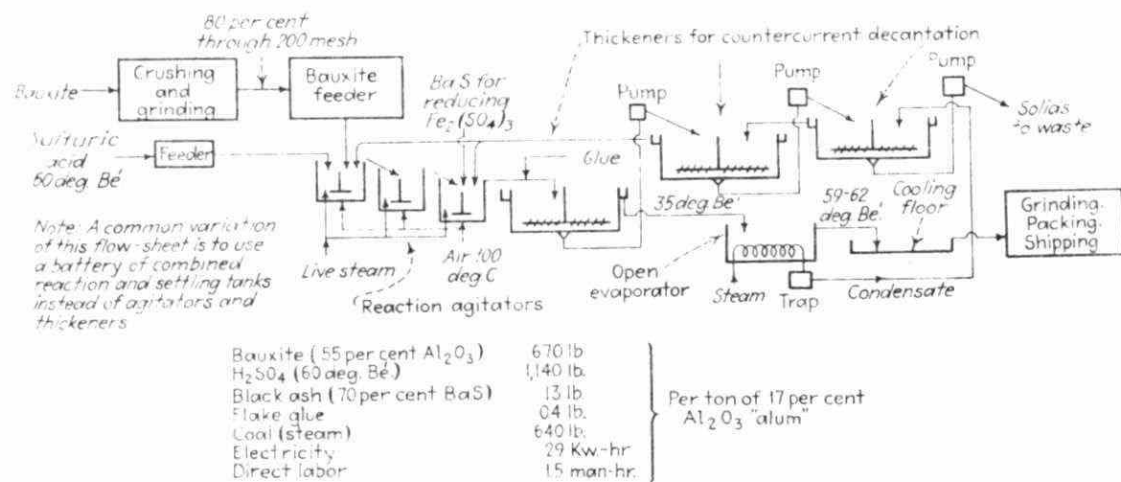 80 per cent
through 200 mesh
Bauxite
Crushing
and
grinding
Bauxite
feeder
BaS for
reducing
Fe₂(SO₄)₃
Thickeners for countercurrent decantation
Pump
Pump
Pump
Solids
to waste
Sulfuric
acid
60 deg. Bé
Feeder
Glue
35 deg Bé.
59-62
deg Bé.
Cooling
floor
Grinding.
Packing.
Shipping
Note: A common variation
of this flow-sheet is to use
a battery of combined
reaction and settling tanks
instead of agitators and
thickeners
Live steam
Air 100
deg. C
Reaction agitators
Open
evaporator
Steam
Trap
Condensate
Bauxite (55 per cent Al₂O₃) 670 lb.
H₂SO₄ (60 deg. Bé.) 1,140 lb.
Black ash (70 per cent BaS) 13 lb.
Flake glue 04 lb.
Coal (steam) 640 lb.
Electricity 29 Kw.-hr
Direct labor 1.5 man-hr.
Per ton of 17 per cent
Al₂O₃ "alum"